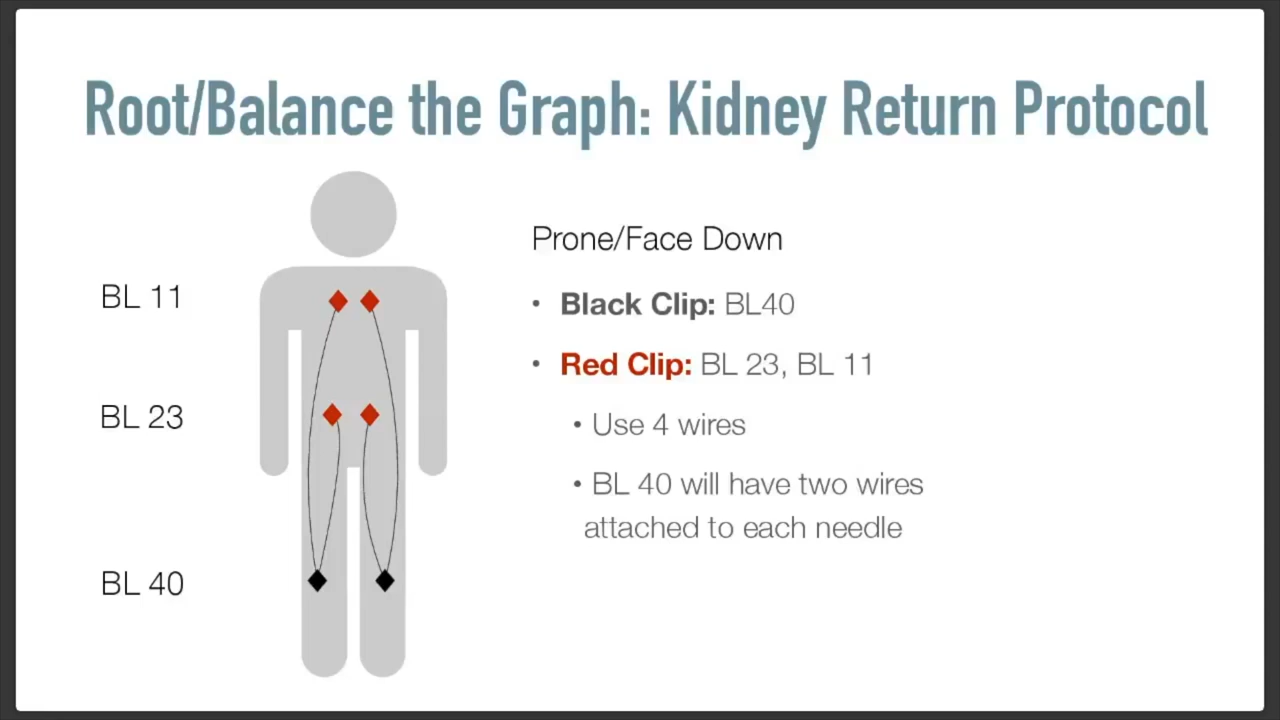 Root/Balance the Graph: Kidney Return Protocol
BL 11
BL 23
BL 40
Prone/Face Down
• Black Clip: BL40
• Red Clip: BL 23, BL 11
• Use 4 wires
• BL 40 will have two wires
attached to each needle